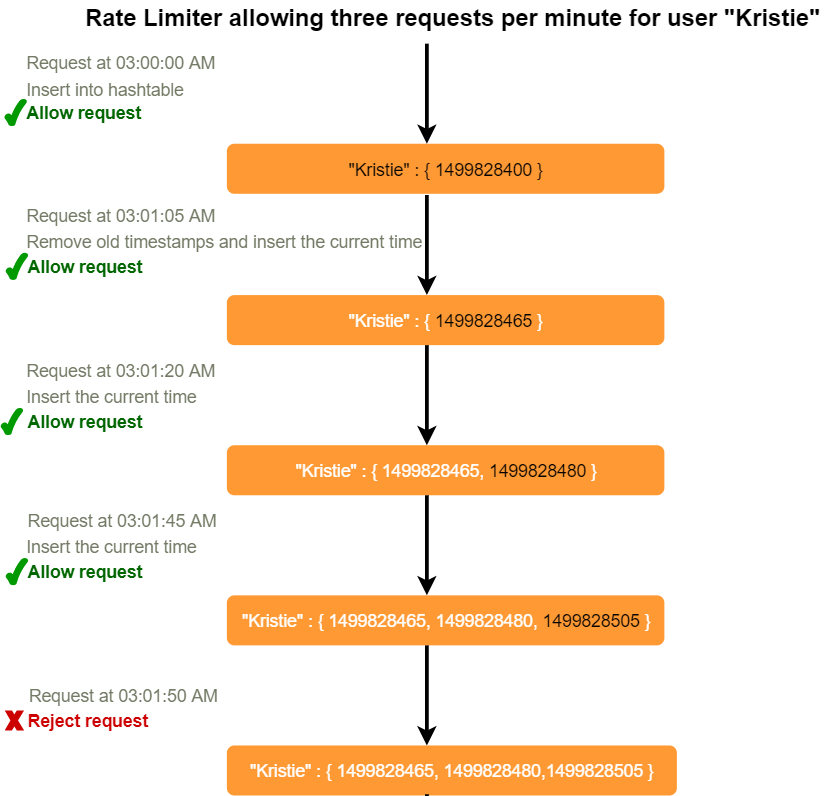 Rate Limiter allowing three requests per minute for user "Kristie"
Request at 03:00:00 AM
Insert into hashtable
Allow request
"Kristie" : { 1499828400 }
Request at 03:01:05 AM
Remove old timestamps and insert the current time
Allow request
"Kristie" : { 1499828465 }
Request at 03:01:20 AM
Insert the current time
Allow request
"Kristie" : { 1499828465, 1499828480 }
Request at 03:01:45 AM
Insert the current time
Allow request
"Kristie" : { 1499828465, 1499828480, 1499828505 }
Request at 03:01:50 AM
Reject request
"Kristie" : { 1499828465, 1499828480,1499828505 }